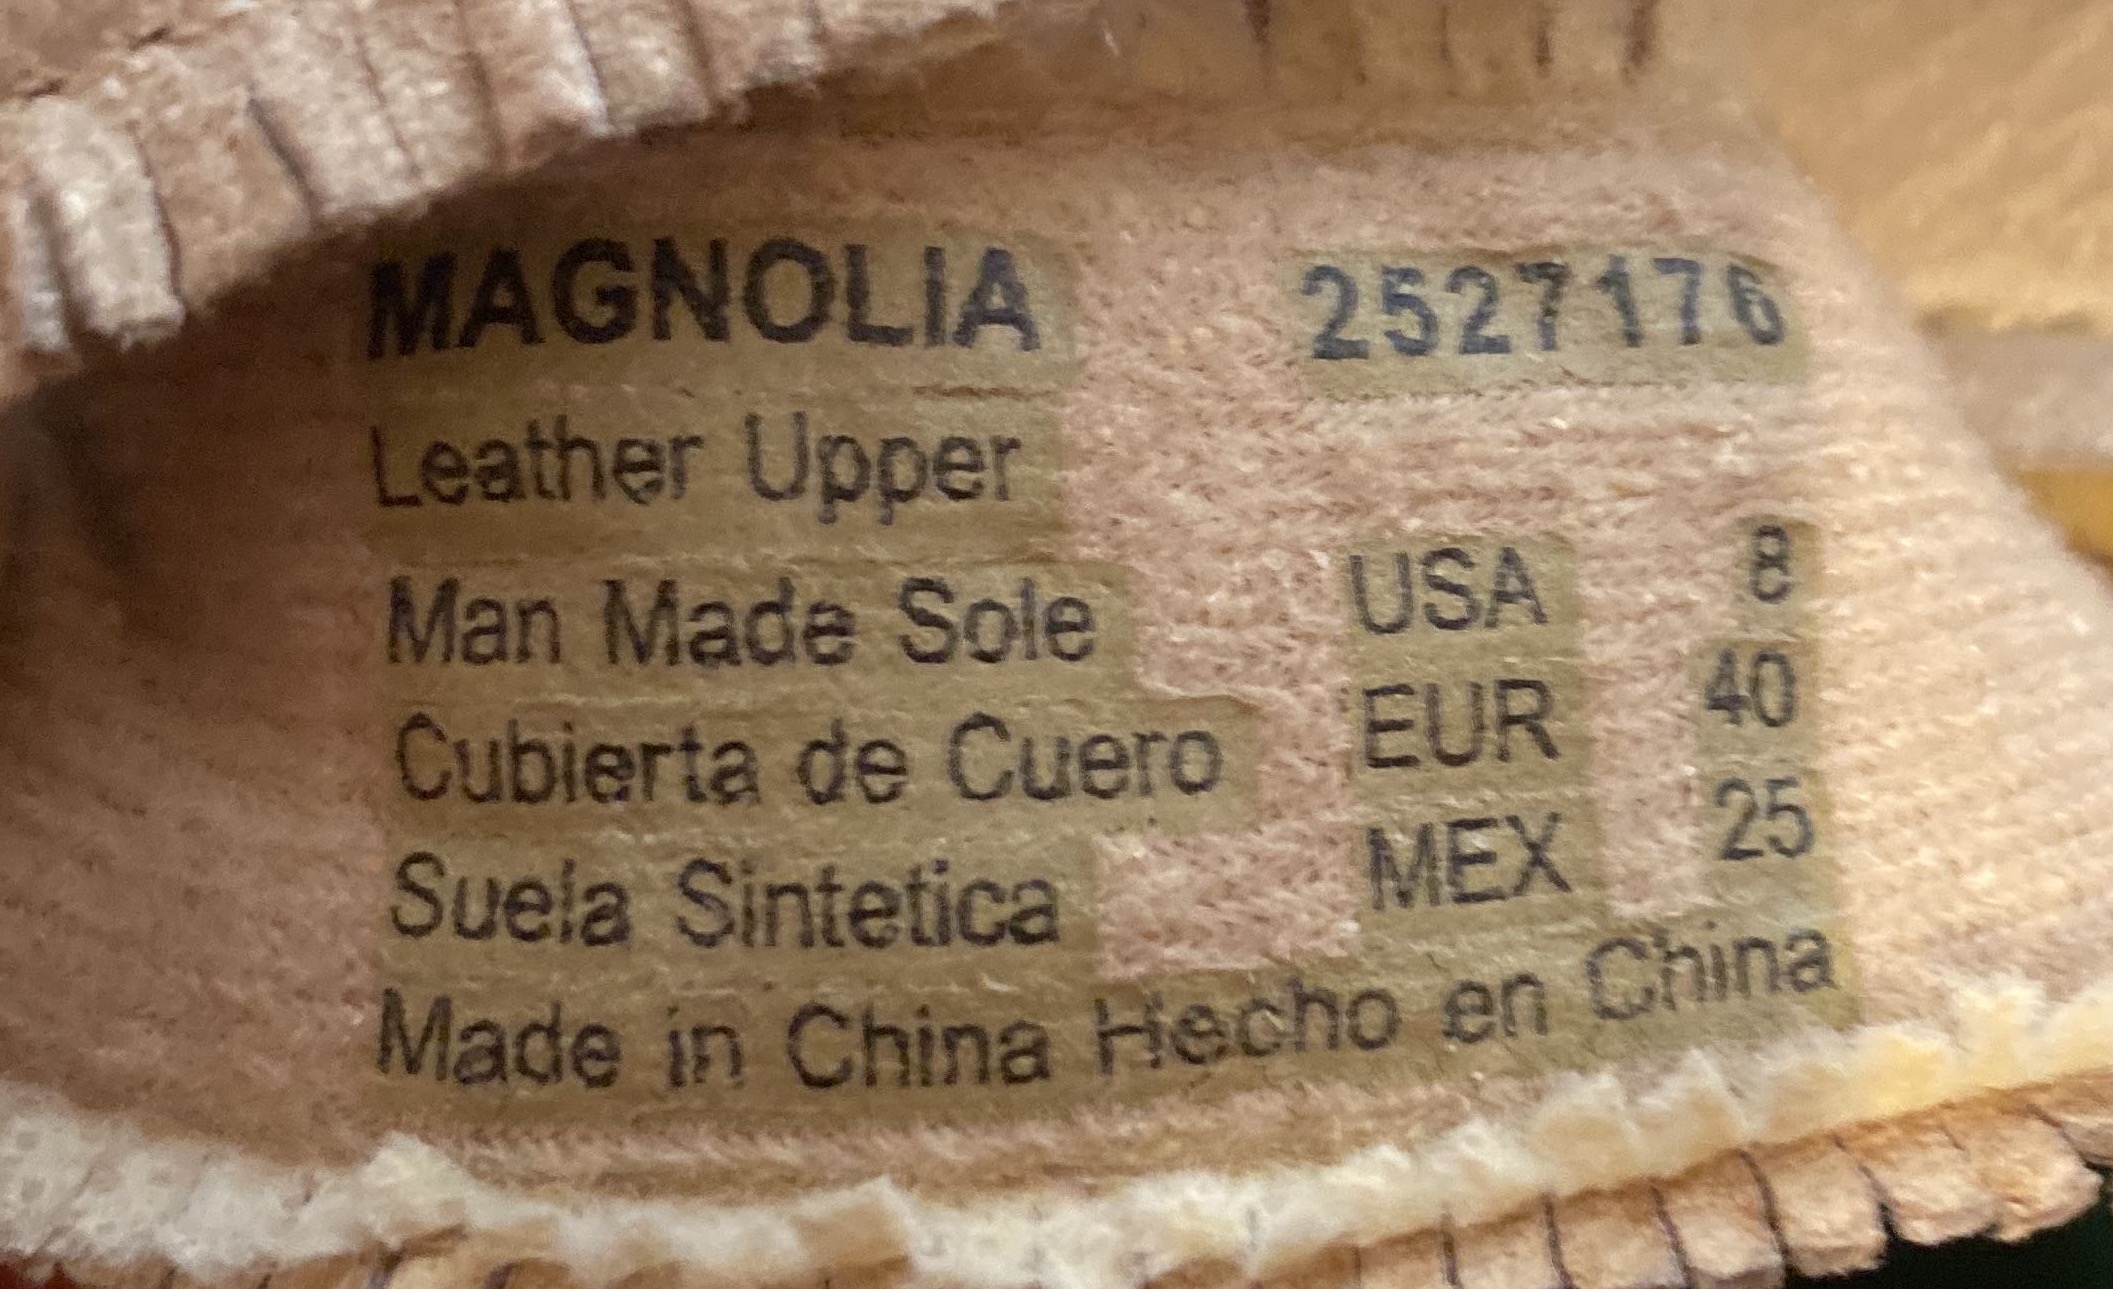 MAGNOLIA 2527176
Leather Upper
Man Made Sole USA 8
Cubierta de Cuero EUR 40
Suela Sintetica MEX 25
Made in China Hecho en China